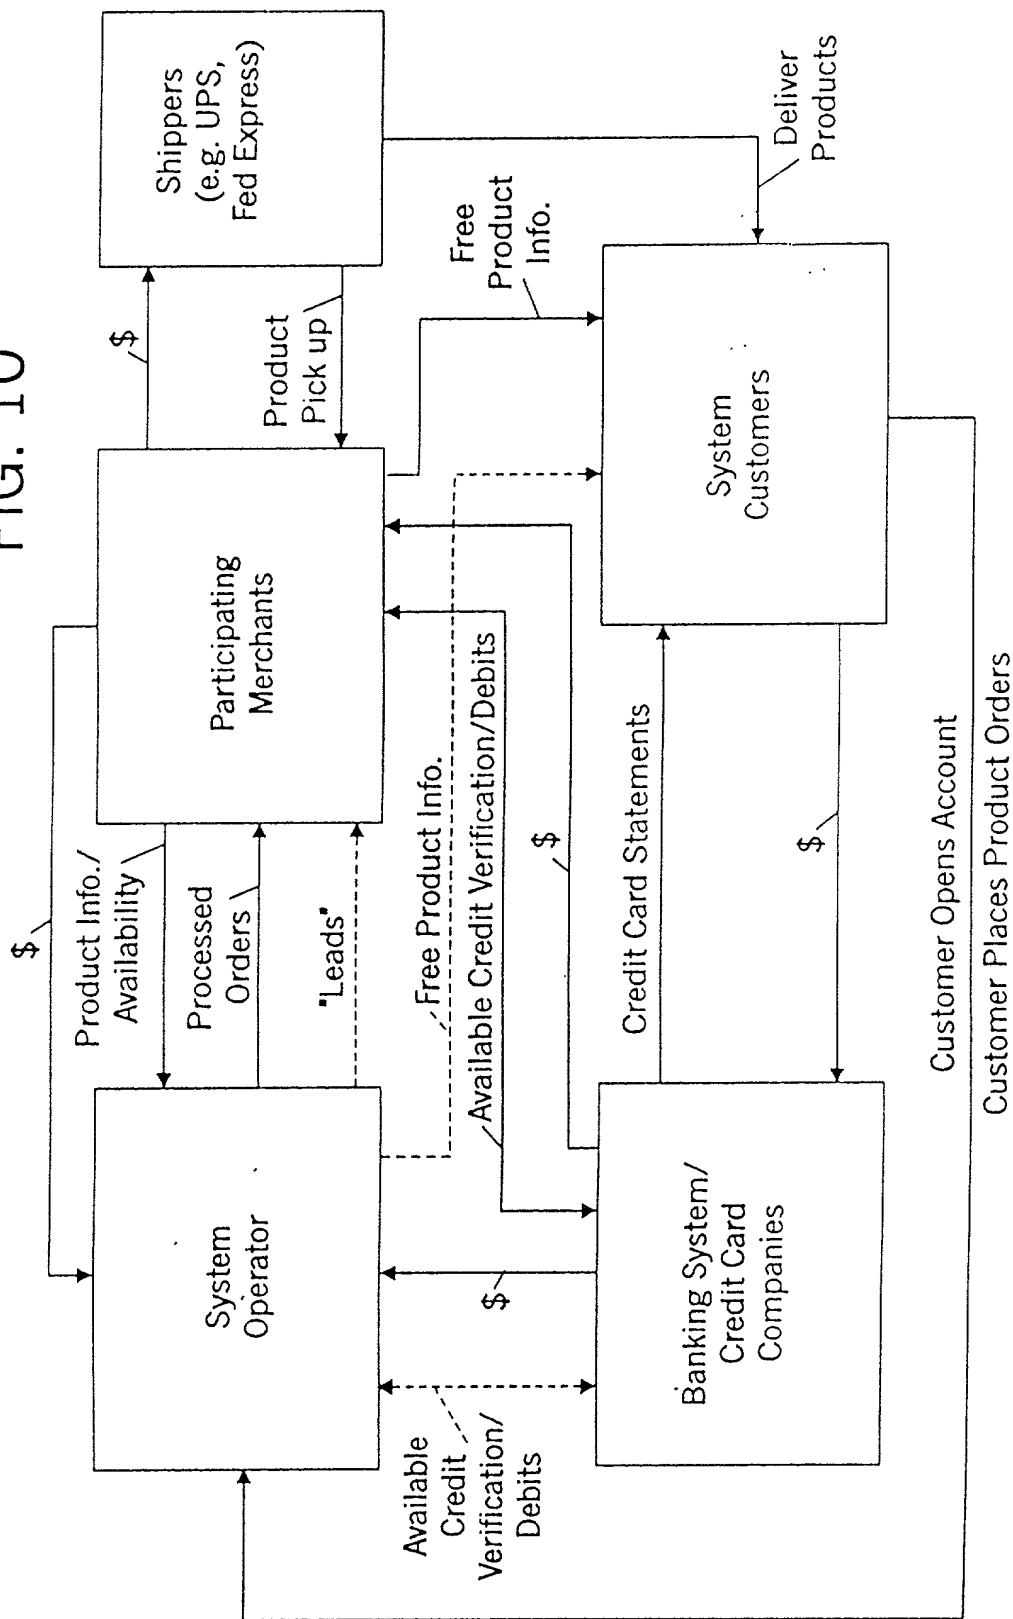 FIG. 10
$
Product Info./
Availability
Processed
Orders
"Leads"
$
Product
Pick up
Shippers
(e.g. UPS,
Fed Express)
System
Operator
Participating
Merchants
Free Product Info.
Available Credit Verification/Debits
$
Free
Product
Info.
Deliver
Products
Available
Credit
Verification/
Debits
$
Banking System/
Credit Card
Companies
Credit Card Statements
$
System
Customers
Customer Opens Account
Customer Places Product Orders